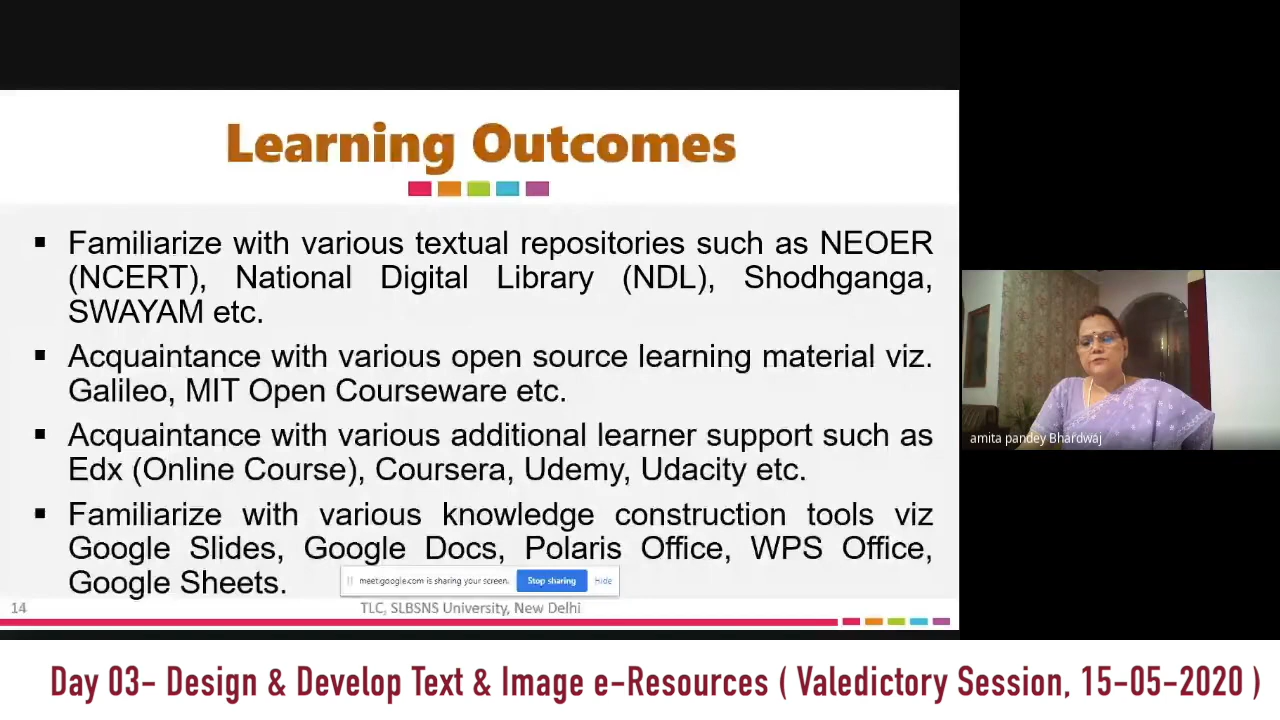 Learning Outcomes
▪ Familiarize with various textual repositories such as NEOER
(NCERT), National Digital Library (NDL), Shodhganga,
SWAYAM etc.
▪ Acquaintance with various open source learning material viz.
Galileo, MIT Open Courseware etc.
▪ Acquaintance with various additional learner support such as
Edx (Online Course), Coursera, Udemy, Udacity etc.
▪ Familiarize with various knowledge construction tools viz
Google Slides, Google Docs, Polaris Office, WPS Office,
Google Sheets.
meet.google.com is sharing your screen. Stop sharing Hide
14 TLC, SLBSNS University, New Delhi
amita pandey Bhardwaj
Day 03- Design & Develop Text & Image e-Resources ( Valedictory Session, 15-05-2020 )